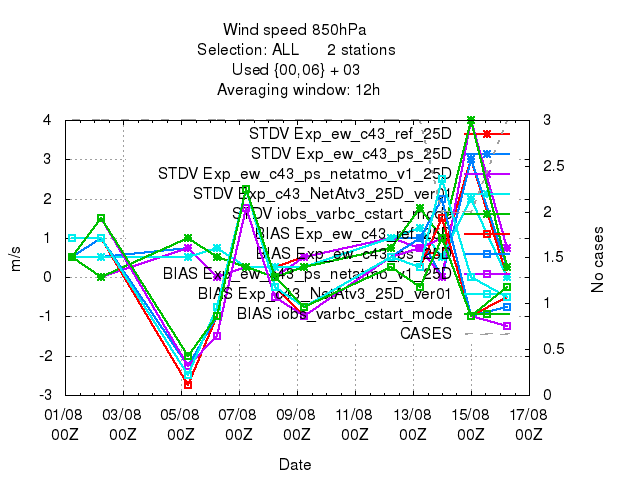 Wind speed 850hPa
Selection: ALL 2 stations
Used {00,06} + 03
Averaging window: 12h
4
3
2
1
0
-1
-2
-3
m/s
3
2.5
2
1.5
1
0.5
0
No cases
STDV Exp_ew_c43_ref_25D
STDV Exp_ew_c43_ps_25D
STDV Exp_ew_c43_ps_netatmo_v1_25D
STDV Exp_c43_NetAtv3_25D_ver01
STDV iobs_varbc_cstart_mode
BIAS Exp_ew_c43_ref_25D
BIAS Exp_ew_c43_ps_25D
BIAS Exp_ew_c43_ps_netatmo_v1_25D
BIAS Exp_c43_NetAtv3_25D_ver01
BIAS iobs_varbc_cstart_mode
CASES
01/08 03/08 05/08 07/08 09/08 11/08 13/08 15/08 17/08
00Z 00Z 00Z 00Z 00Z 00Z 00Z 00Z 00Z
Date